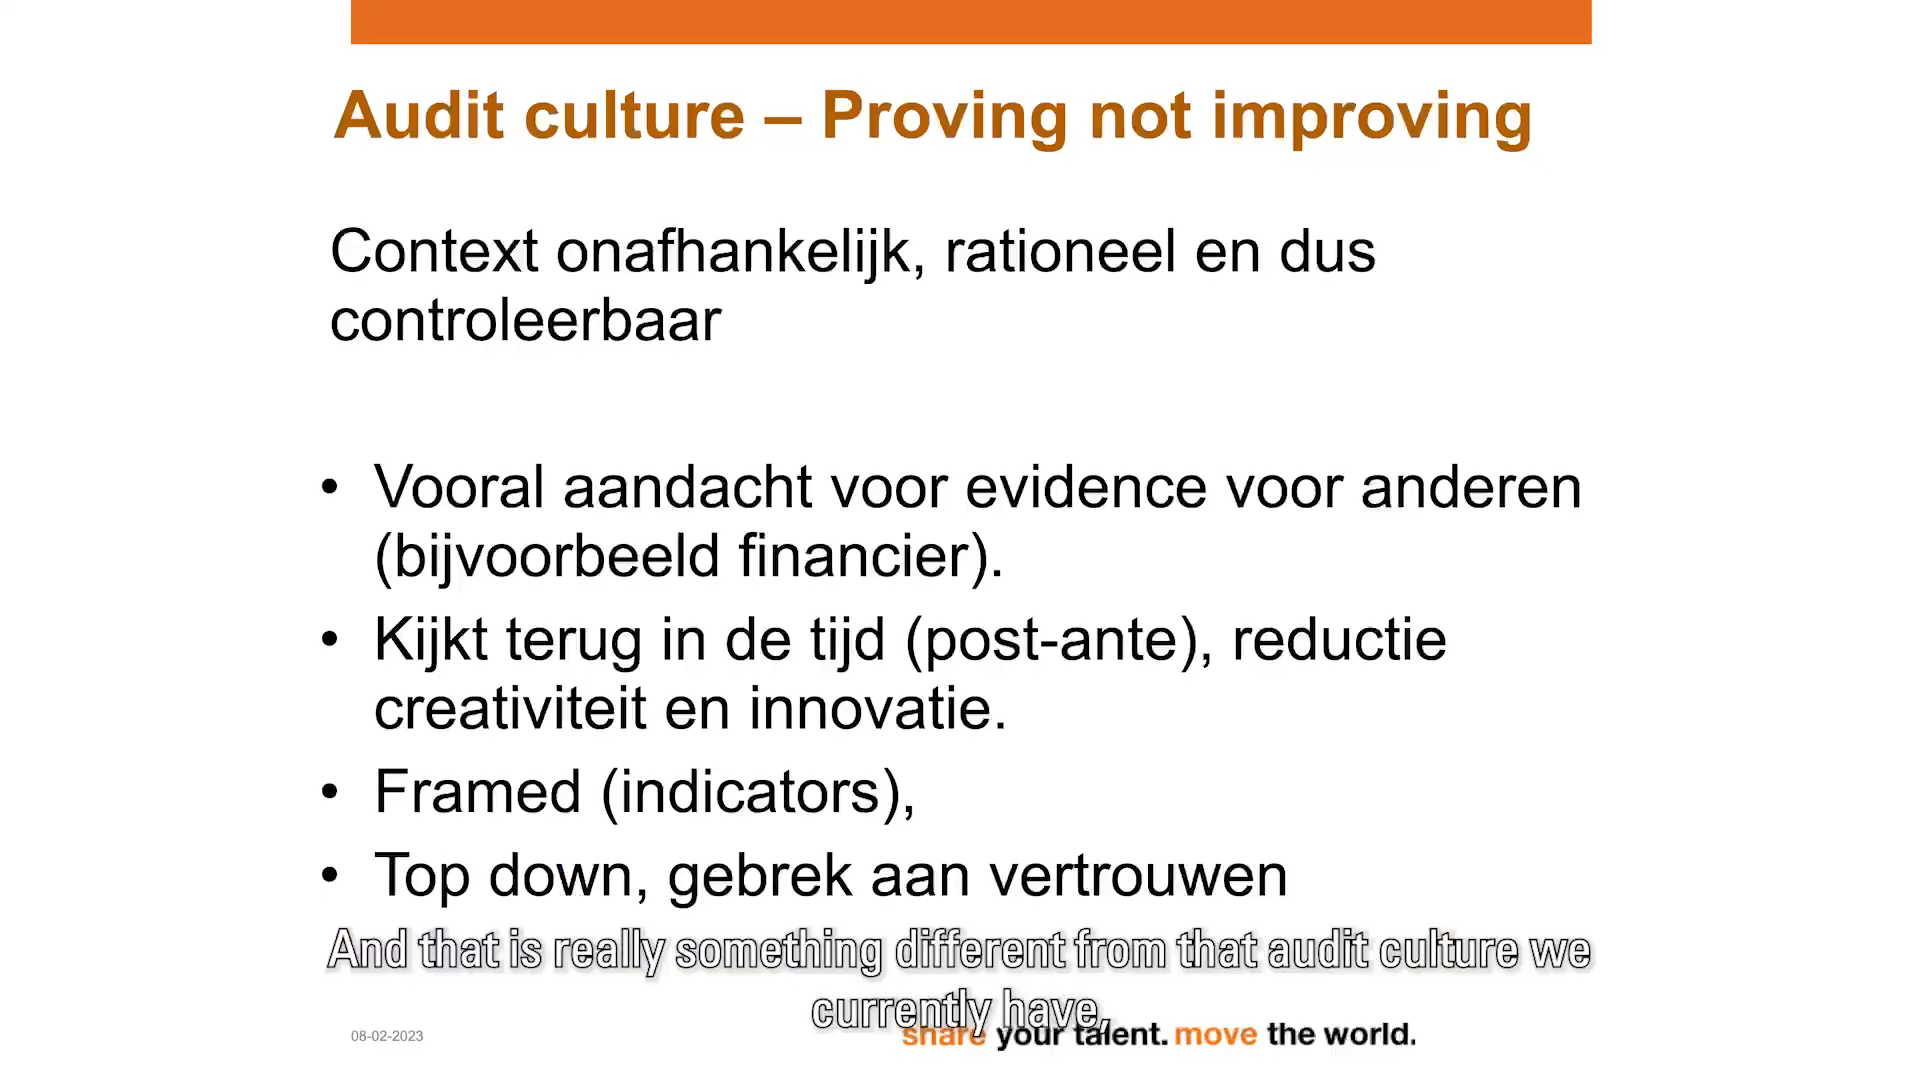 Audit culture – Proving not improving
Context onafhankelijk, rationeel en dus
controleerbaar
• Vooral aandacht voor evidence voor anderen
(bijvoorbeeld financier).
• Kijkt terug in de tijd (post-ante), reductie
creativiteit en innovatie.
• Framed (indicators),
• Top down, gebrek aan vertrouwen
And that is really something different from that audit culture we
currently have,
08-02-2023
share your talent. move the world.